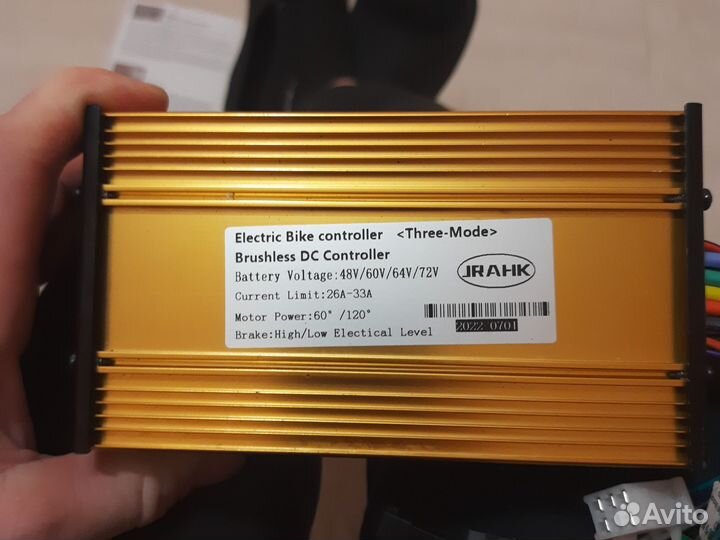 Electric Bike controller <Three-Mode>
Brushless DC Controller
Battery Voltage:48V/60V/64V/72V
JRAHK
Current Limit:26A-33A
Motor Power:60°/120°
Brake:High/Low Electical Level
2022 0701
Avito